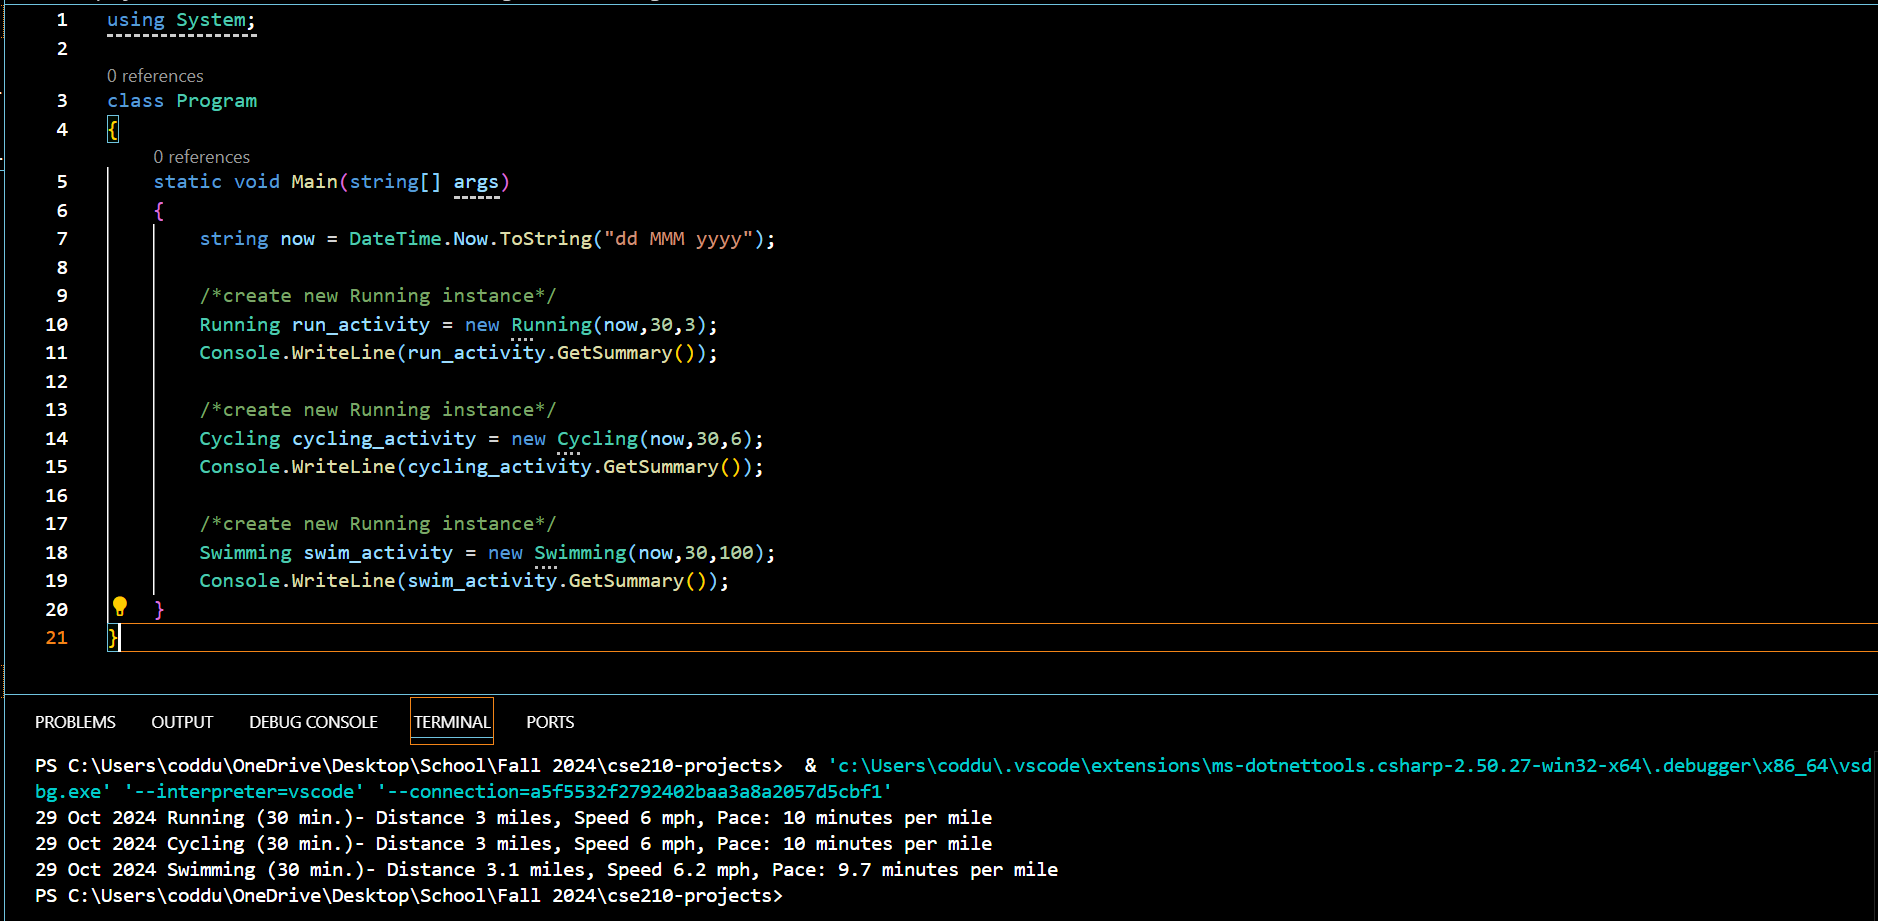 1 using System;
2
0 references
3 class Program
4 {
0 references
5 static void Main(string[] args)
6 {
7 string now = DateTime.Now.ToString("dd MMM yyyy");
8
9 /*create new Running instance*/
10 Running run_activity = new Running(now,30,3);
11 Console.WriteLine(run_activity.GetSummary());
12
13 /*create new Running instance*/
14 Cycling cycling_activity = new Cycling(now,30,6);
15 Console.WriteLine(cycling_activity.GetSummary());
16
17 /*create new Running instance*/
18 Swimming swim_activity = new Swimming(now,30,100);
19 Console.WriteLine(swim_activity.GetSummary());
20 }
21 }
PROBLEMS OUTPUT DEBUG CONSOLE TERMINAL PORTS
PS C:\Users\coddu\OneDrive\Desktop\School\Fall 2024\cse210-projects>  & 'c:\Users\coddu\.vscode\extensions\ms-dotnettools.csharp-2.50.27-win32-x64\.debugger\x86_64\vsd
bg.exe' '--interpreter=vscode' '--connection=a5f5532f2792402baa3a8a2057d5cbf1'
29 Oct 2024 Running (30 min.)- Distance 3 miles, Speed 6 mph, Pace: 10 minutes per mile
29 Oct 2024 Cycling (30 min.)- Distance 3 miles, Speed 6 mph, Pace: 10 minutes per mile
29 Oct 2024 Swimming (30 min.)- Distance 3.1 miles, Speed 6.2 mph, Pace: 9.7 minutes per mile
PS C:\Users\coddu\OneDrive\Desktop\School\Fall 2024\cse210-projects>